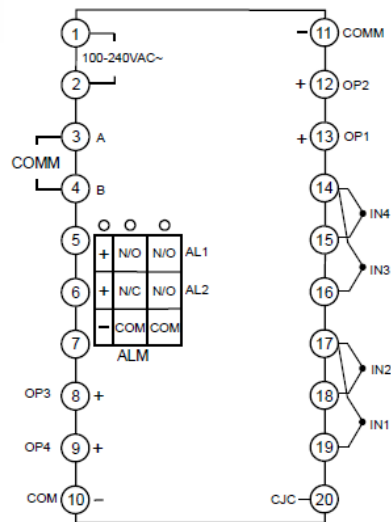 1
100-240VAC~
2
3 A
COMM
4 B
5
+ N/O N/O AL1
6
+ N/C N/O AL2
7
− COM COM
ALM
OP3 8 +
OP4 9 +
COM 10 −
− 11 COMM
+ 12 OP2
+ 13 OP1
14
IN4
15
IN3
16
17
IN2
18
IN1
19
CJC 20